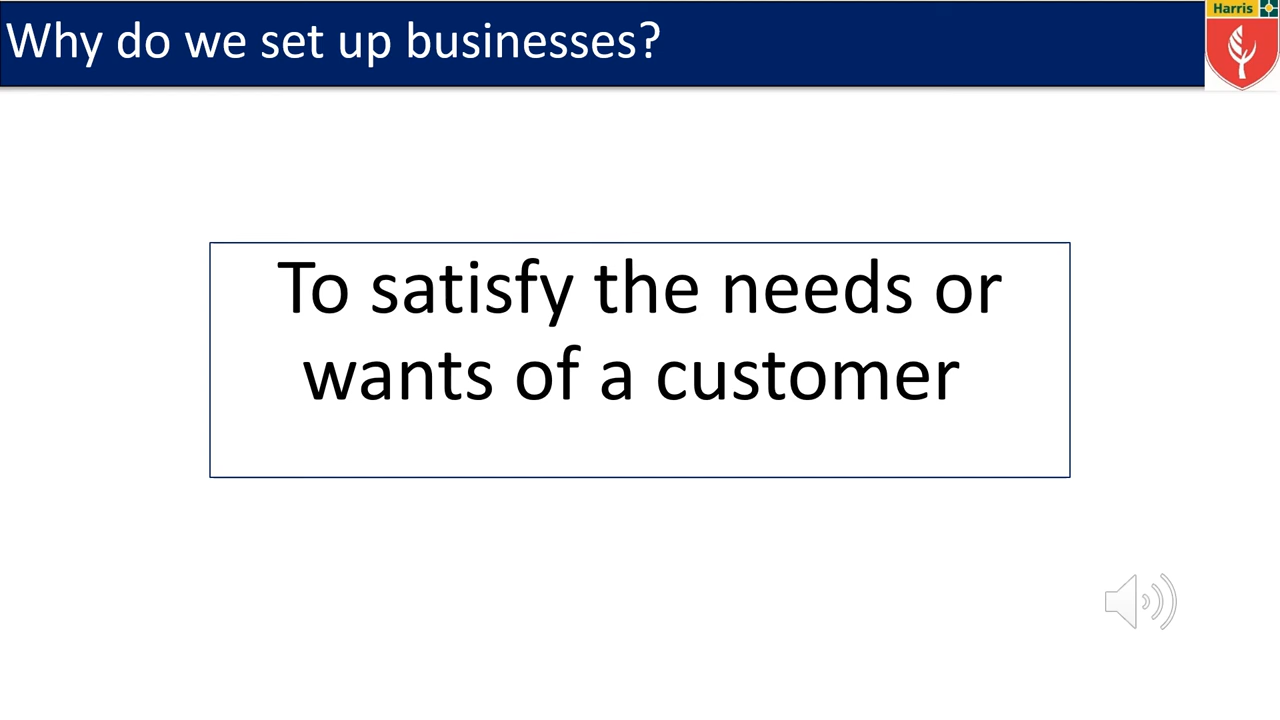 Why do we set up businesses?
Harris
To satisfy the needs or
wants of a customer